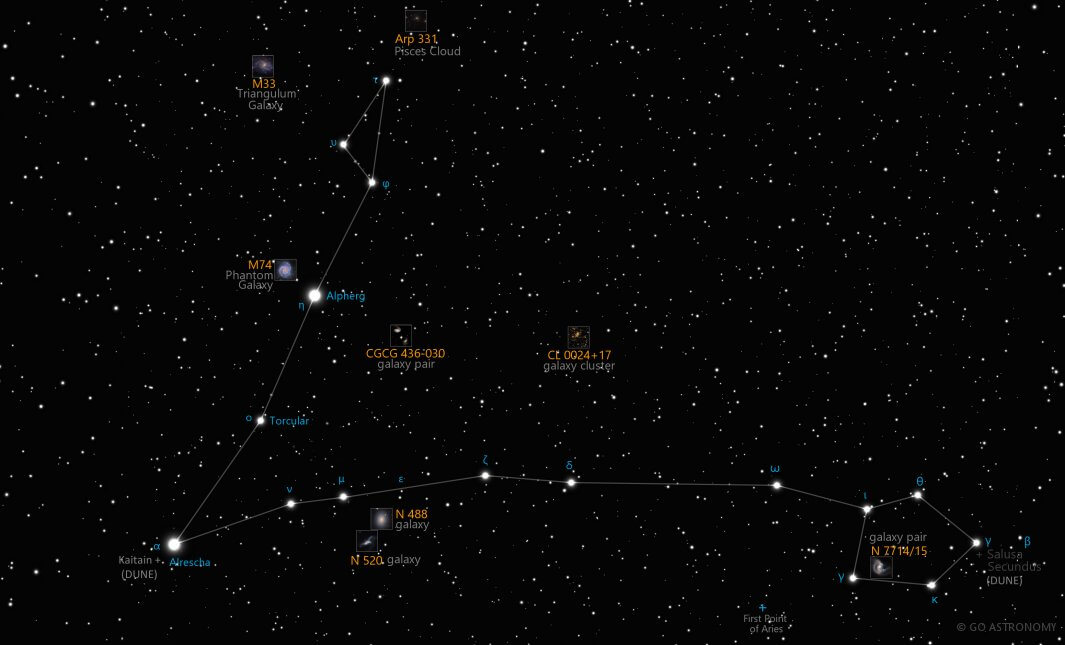 Arp 331
Pisces Cloud
M33
Triangulum
Galaxy
τ
υ
φ
M74
Phantom
Galaxy
η
Alpherg
CGCG 436-030
galaxy pair
CL 0024+17
galaxy cluster
ο
Torcular
ζ
δ
ω
ν
μ
ε
ι
θ
N 488
galaxy
N 520 galaxy
α
Alrescha
Kaitain +
(DUNE)
galaxy pair
N 7714/15
γ
β
+ Salusa
Secundus
(DUNE)
γ
κ
+
First Point
of Aries
© GO ASTRONOMY